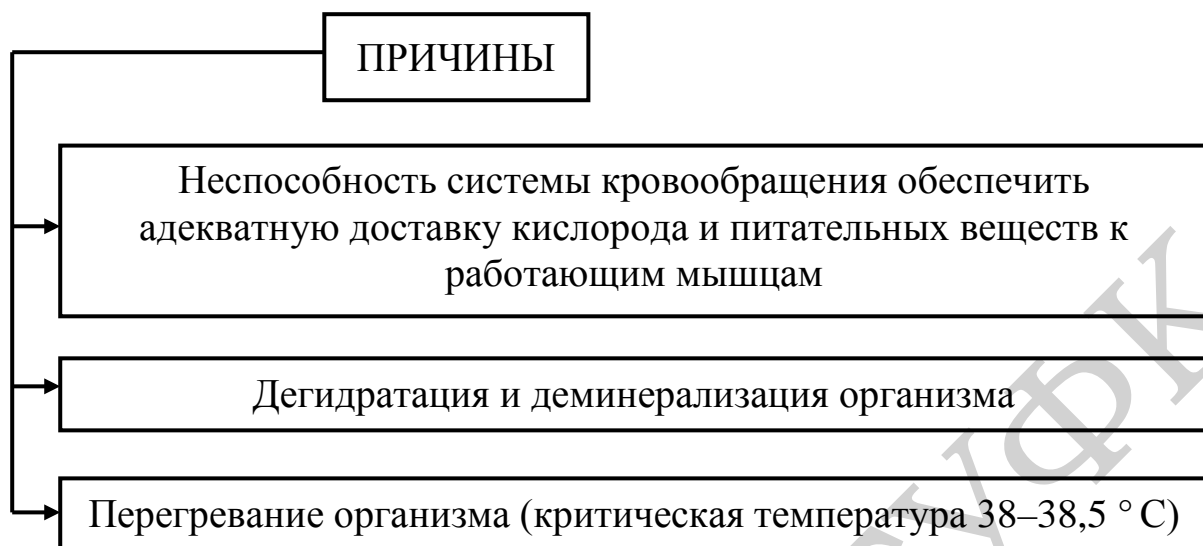 ПРИЧИНЫ
Неспособность системы кровообращения обеспечить
адекватную доставку кислорода и питательных веществ к
работающим мышцам
Дегидратация и деминерализация организма
Перегревание организма (критическая температура 38–38,5 ° С)
УФК